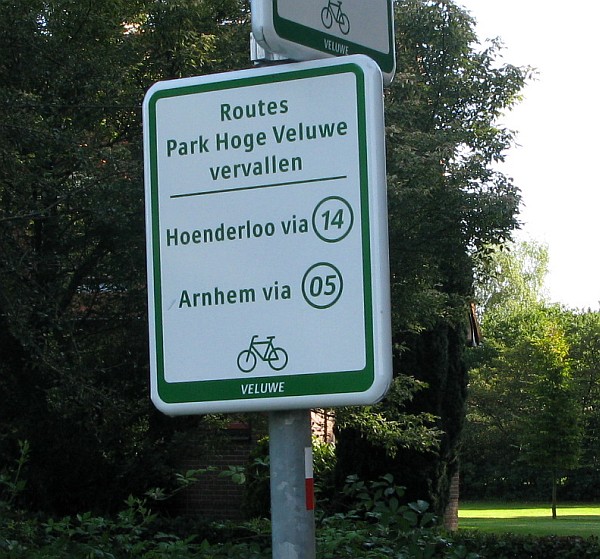 VELUWE
Routes
Park Hoge Veluwe
vervallen
Hoenderloo via 14
Arnhem via 05
VELUWE